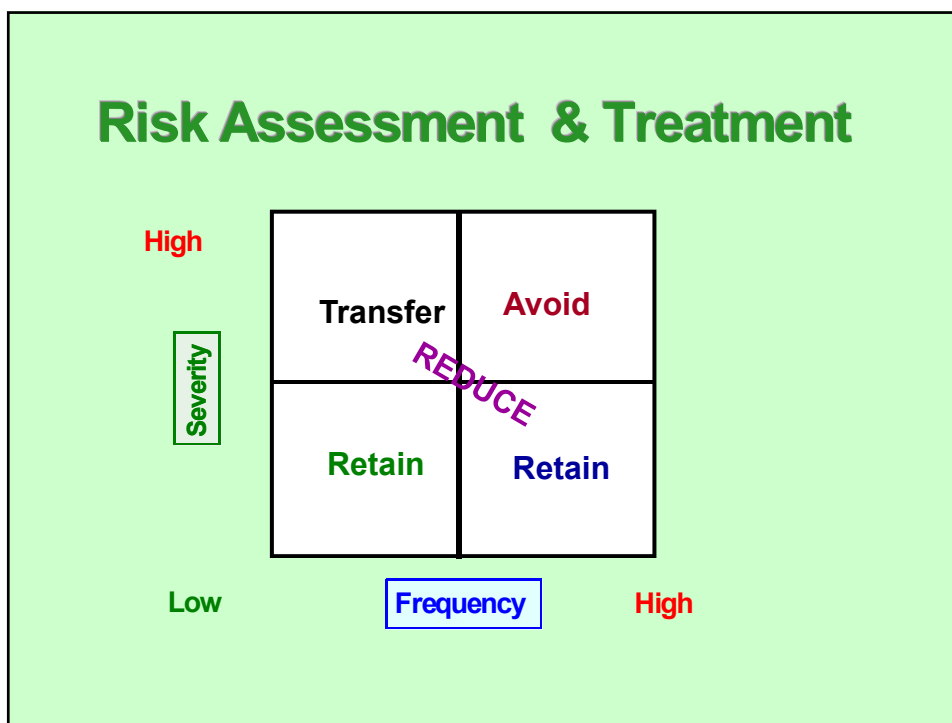 Risk Assessment & Treatment
High
Transfer
Avoid
REDUCE
Severity
Retain
Retain
Low
Frequency
High